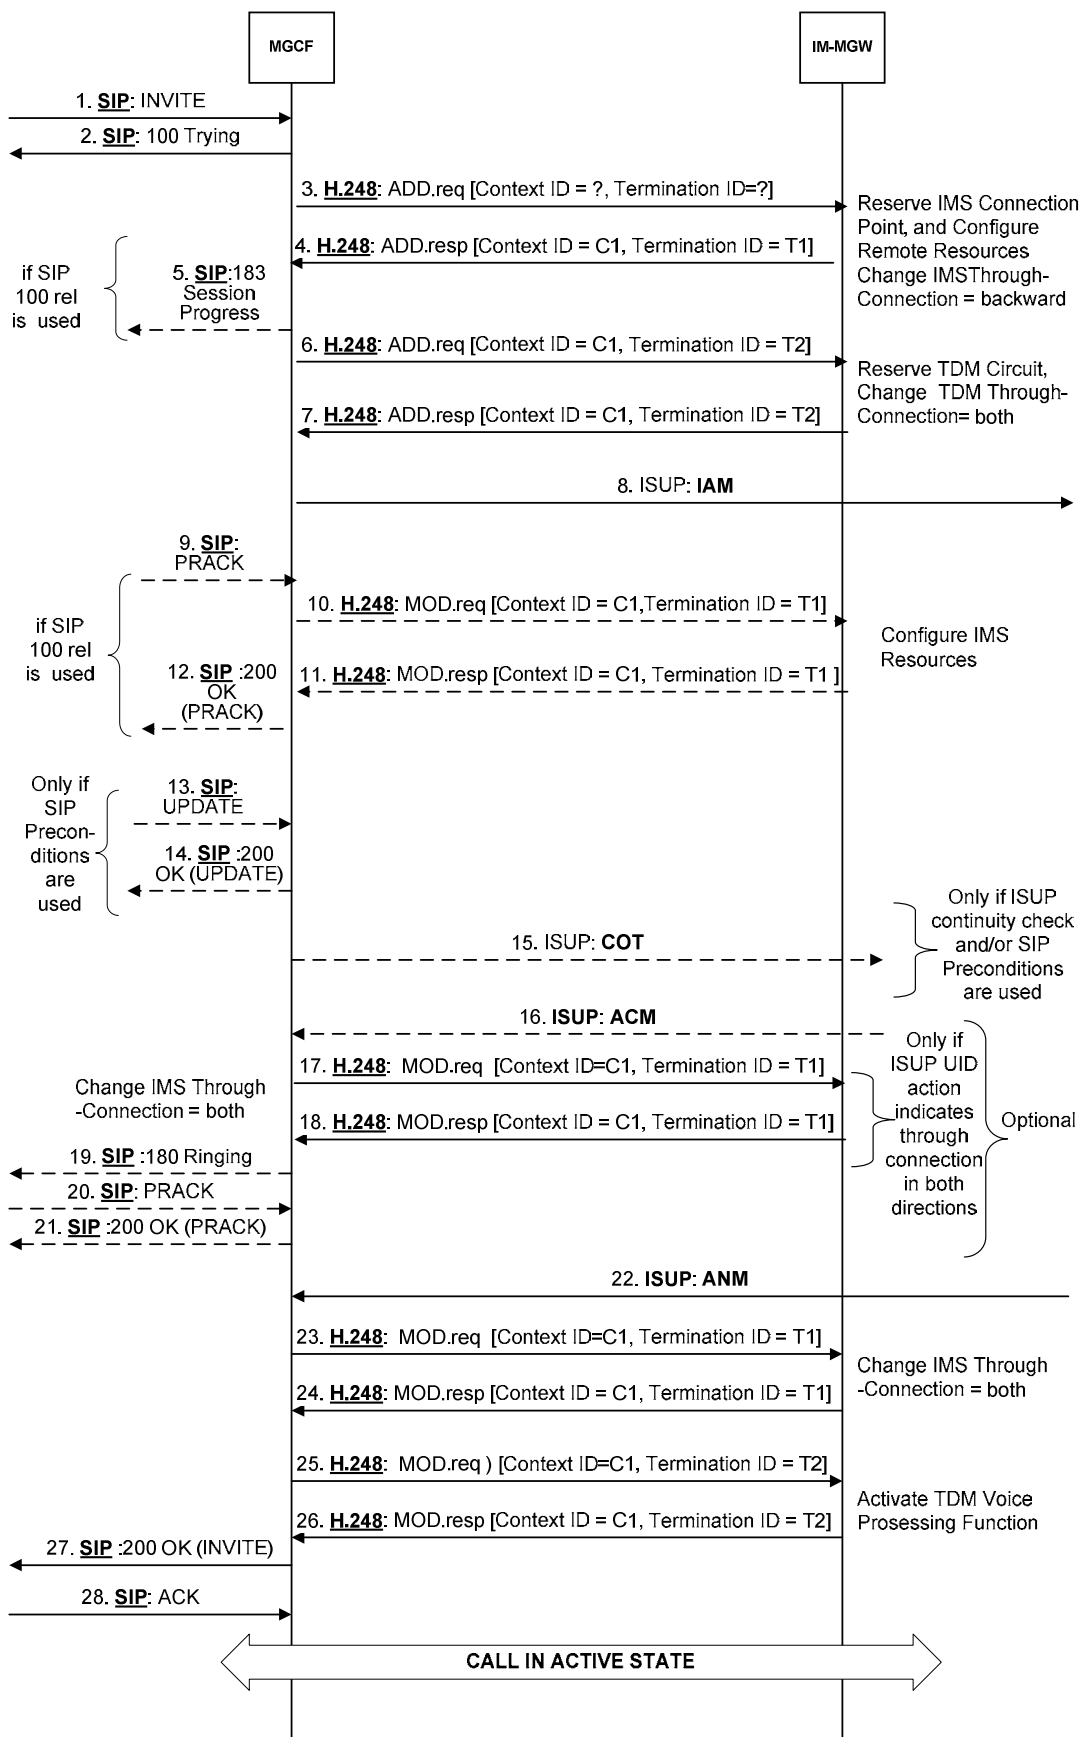 MGCF
IM-MGW
1. SIP: INVITE
2. SIP: 100 Trying
3. H.248: ADD.req [Context ID = ?, Termination ID=?]
Reserve IMS Connection
Point, and Configure
Remote Resources
Change IMSThrough-
Connection = backward
4. H.248: ADD.resp [Context ID = C1, Termination ID = T1]
if SIP
100 rel
is used
5. SIP:183
Session
Progress
6. H.248: ADD.req [Context ID = C1, Termination ID = T2]
Reserve TDM Circuit,
Change TDM Through-
Connection= both
7. H.248: ADD.resp [Context ID = C1, Termination ID = T2]
8. ISUP: IAM
9. SIP:
PRACK
if SIP
100 rel
is used
10. H.248: MOD.req [Context ID = C1,Termination ID = T1]
Configure IMS
Resources
11. H.248: MOD.resp [Context ID = C1, Termination ID = T1 ]
12. SIP :200
OK
(PRACK)
Only if
SIP
Precon-
ditions
are
used
13. SIP:
UPDATE
14. SIP :200
OK (UPDATE)
15. ISUP: COT
Only if ISUP
continuity check
and/or SIP
Preconditions
are used
16. ISUP: ACM
17. H.248: MOD.req [Context ID=C1, Termination ID = T1]
Change IMS Through
-Connection = both
18. H.248: MOD.resp [Context ID = C1, Termination ID = T1]
Only if
ISUP UID
action
indicates
through
connection
in both
directions
Optional
19. SIP :180 Ringing
20. SIP: PRACK
21. SIP :200 OK (PRACK)
22. ISUP: ANM
23. H.248: MOD.req [Context ID=C1, Termination ID = T1]
Change IMS Through
-Connection = both
24. H.248: MOD.resp [Context ID = C1, Termination ID = T1]
25. H.248: MOD.req ) [Context ID=C1, Termination ID = T2]
Activate TDM Voice
Prosessing Function
26. H.248: MOD.resp [Context ID = C1, Termination ID = T2]
27. SIP :200 OK (INVITE)
28. SIP: ACK
CALL IN ACTIVE STATE